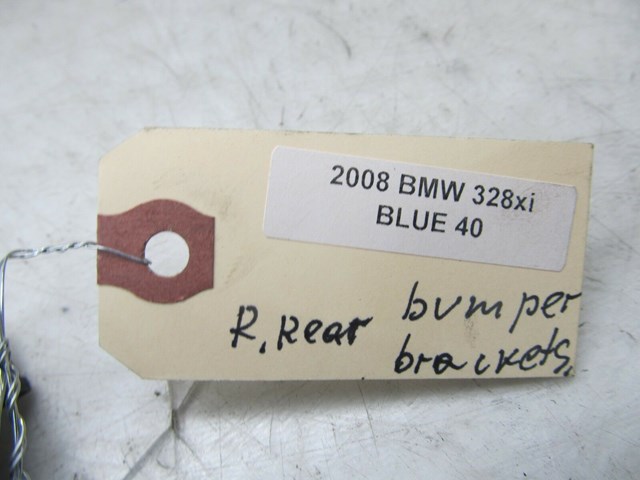 2008 BMW 328xi
BLUE 40
R. Rear bumper
brackets.